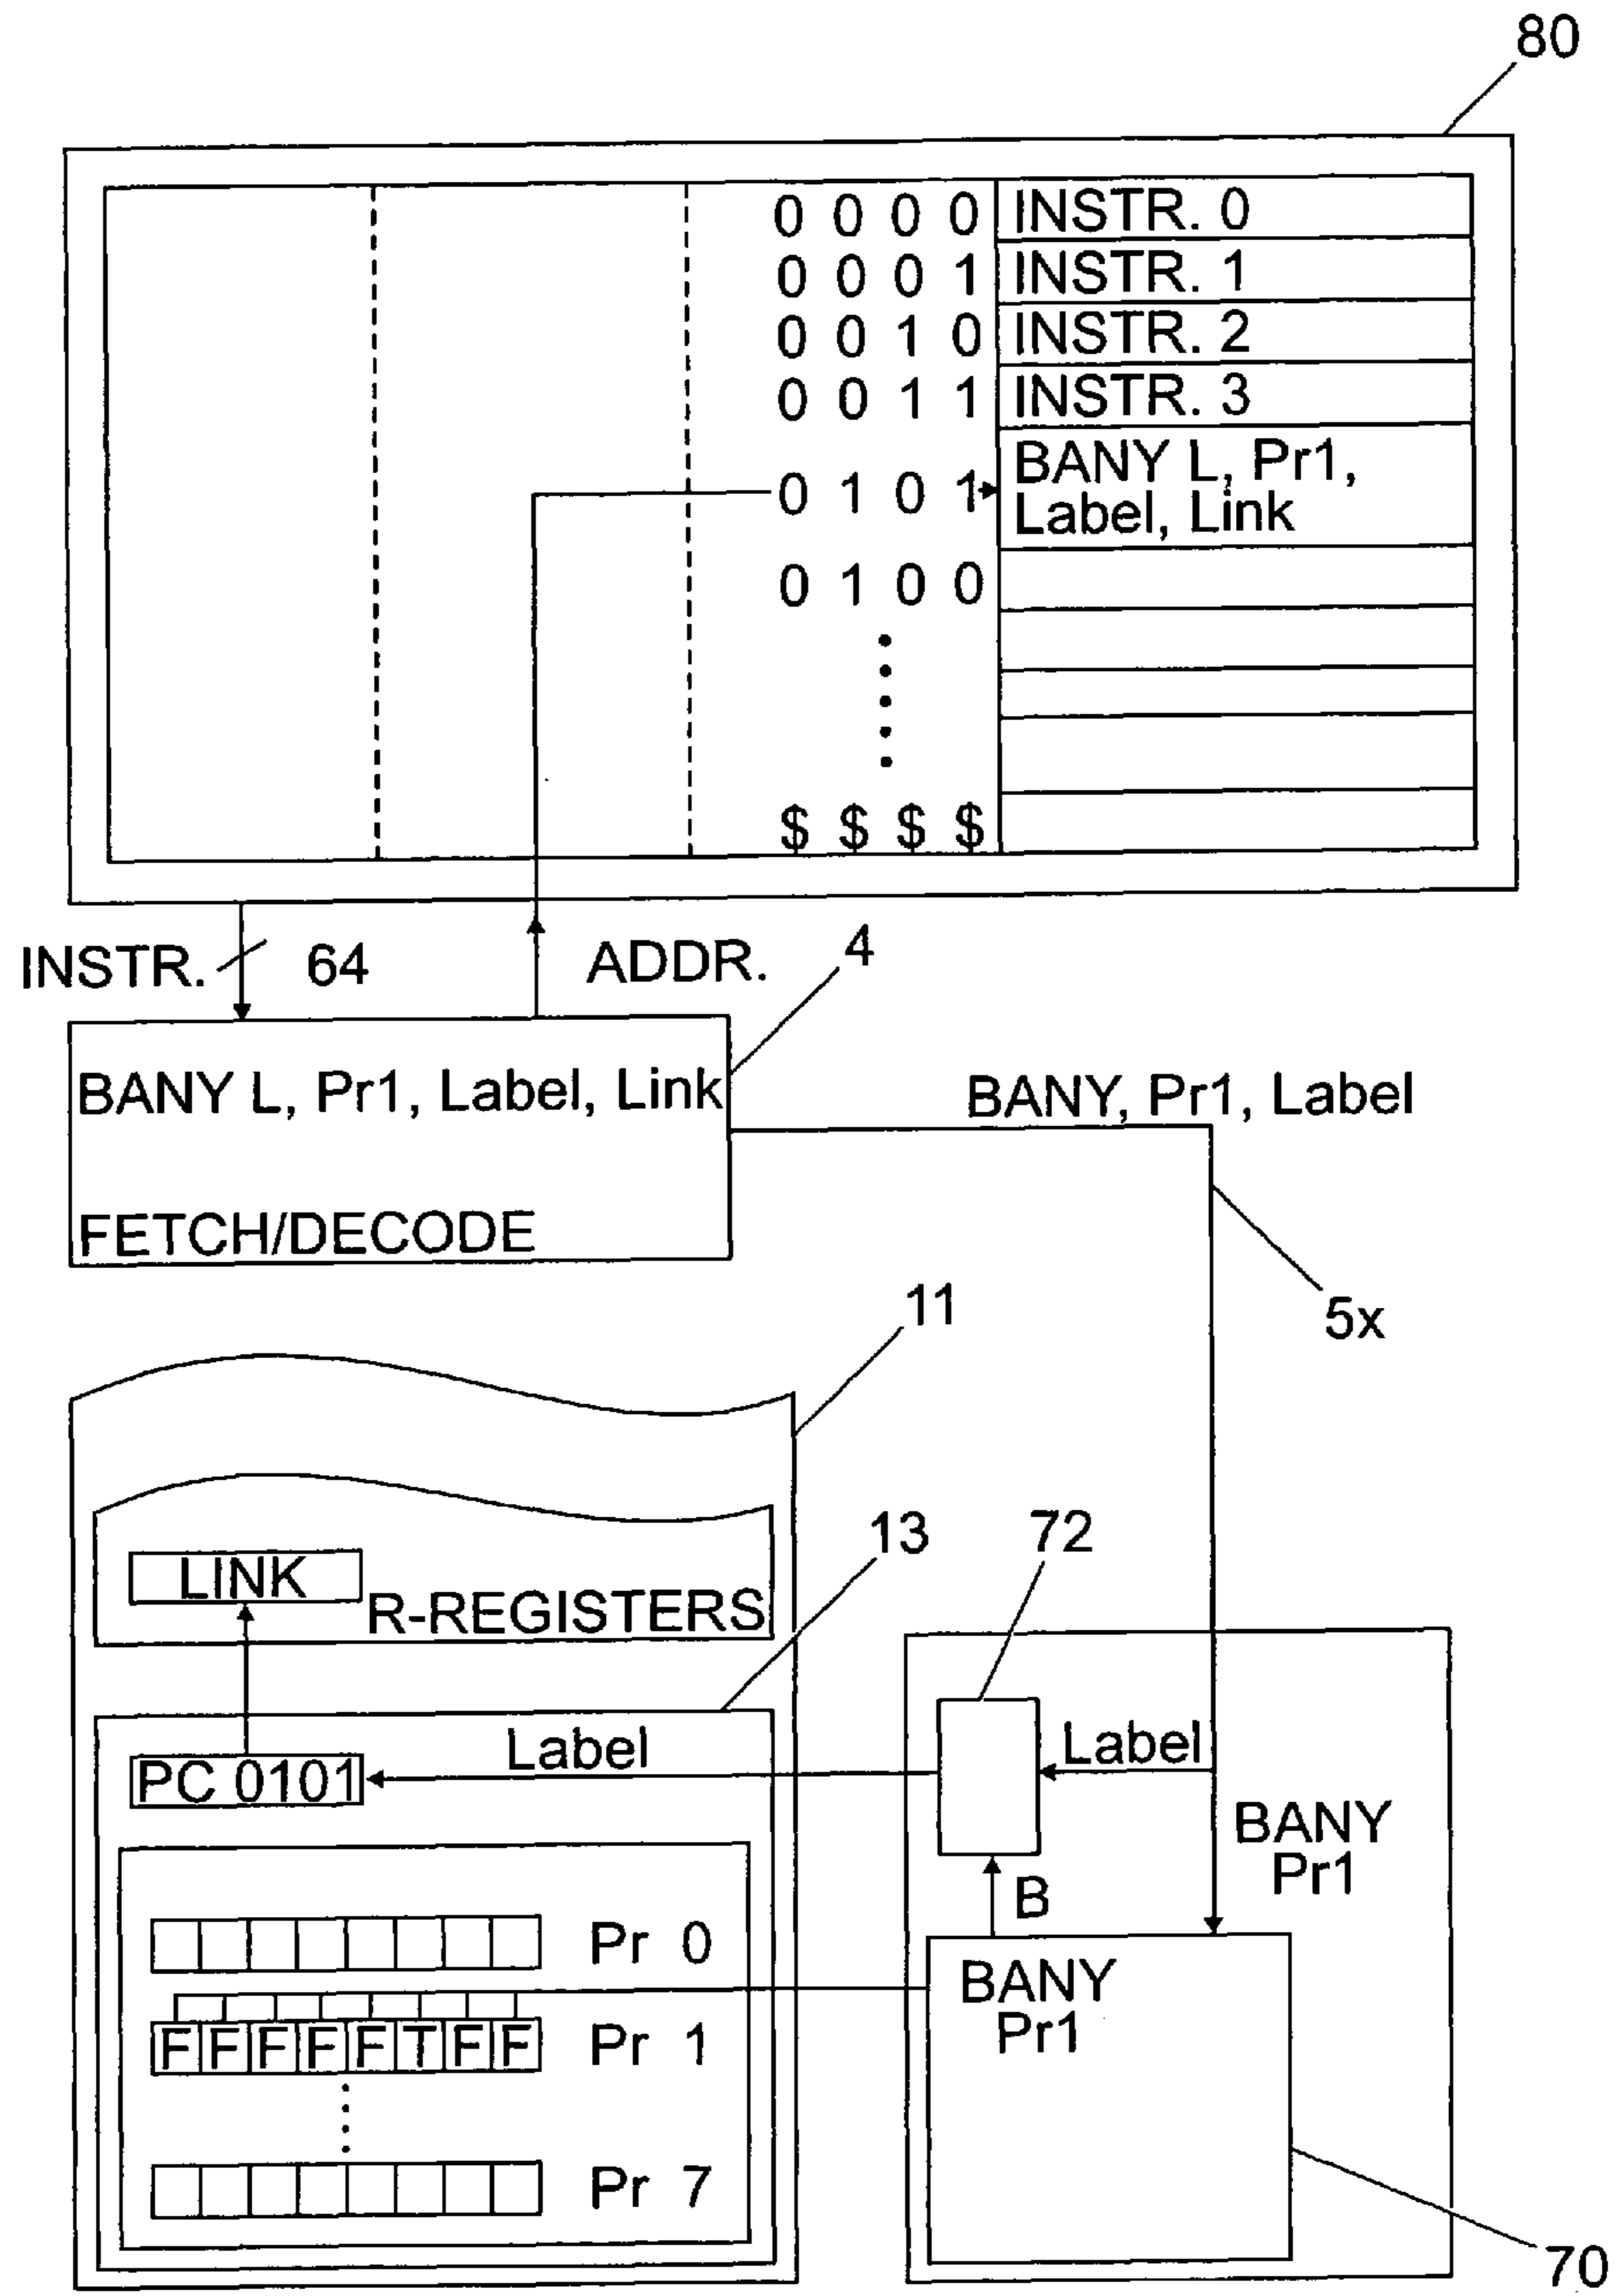 80
0 0 0 0 INSTR. 0
0 0 0 1 INSTR. 1
0 0 1 0 INSTR. 2
0 0 1 1 INSTR. 3
0 1 0 1 BANY L, Pr1,
Label, Link
0 1 0 0
$ $ $ $
INSTR. 64 ADDR. 4
BANY L, Pr1, Label, Link
FETCH/DECODE
BANY, Pr1, Label
5x
11
LINK
R-REGISTERS
13
72
PC 0101
Label
Label
BANY
Pr1
B
Pr 0
BANY
Pr1
F F F F F T F F Pr 1
Pr 7
70